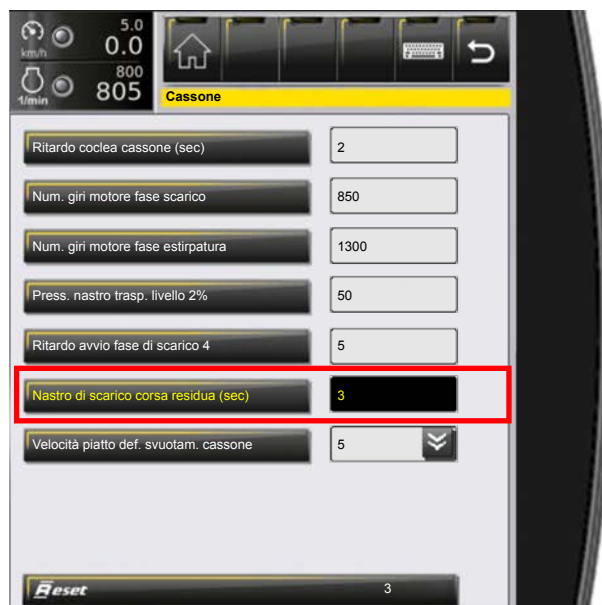 km/h 5.0
0.0
1/min 800
805
Cassone
Ritardo coclea cassone (sec) 2
Num. giri motore fase scarico 850
Num. giri motore fase estirpatura 1300
Press. nastro trasp. livello 2% 50
Ritardo avvio fase di scarico 4 5
Nastro di scarico corsa residua (sec) 3
Velocità piatto def. svuotam. cassone 5
Reset 3